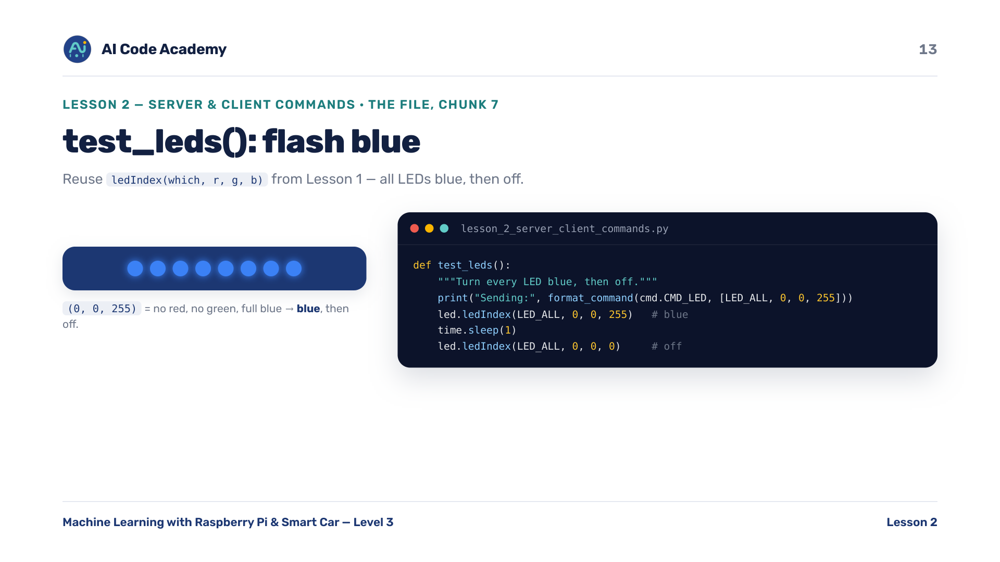 AI Code Academy
13
LESSON 2 — SERVER & CLIENT COMMANDS • THE FILE, CHUNK 7
test_leds(): flash blue
Reuse ledIndex(which, r, g, b) from Lesson 1 — all LEDs blue, then off.
(0, 0, 255) = no red, no green, full blue → blue, then
off.
lesson_2_server_client_commands.py
def test_leds():
    """Turn every LED blue, then off."""
    print("Sending:", format_command(cmd.CMD_LED, [LED_ALL, 0, 0, 255]))
    led.ledIndex(LED_ALL, 0, 0, 255)   # blue
    time.sleep(1)
    led.ledIndex(LED_ALL, 0, 0, 0)     # off
Machine Learning with Raspberry Pi & Smart Car — Level 3
Lesson 2